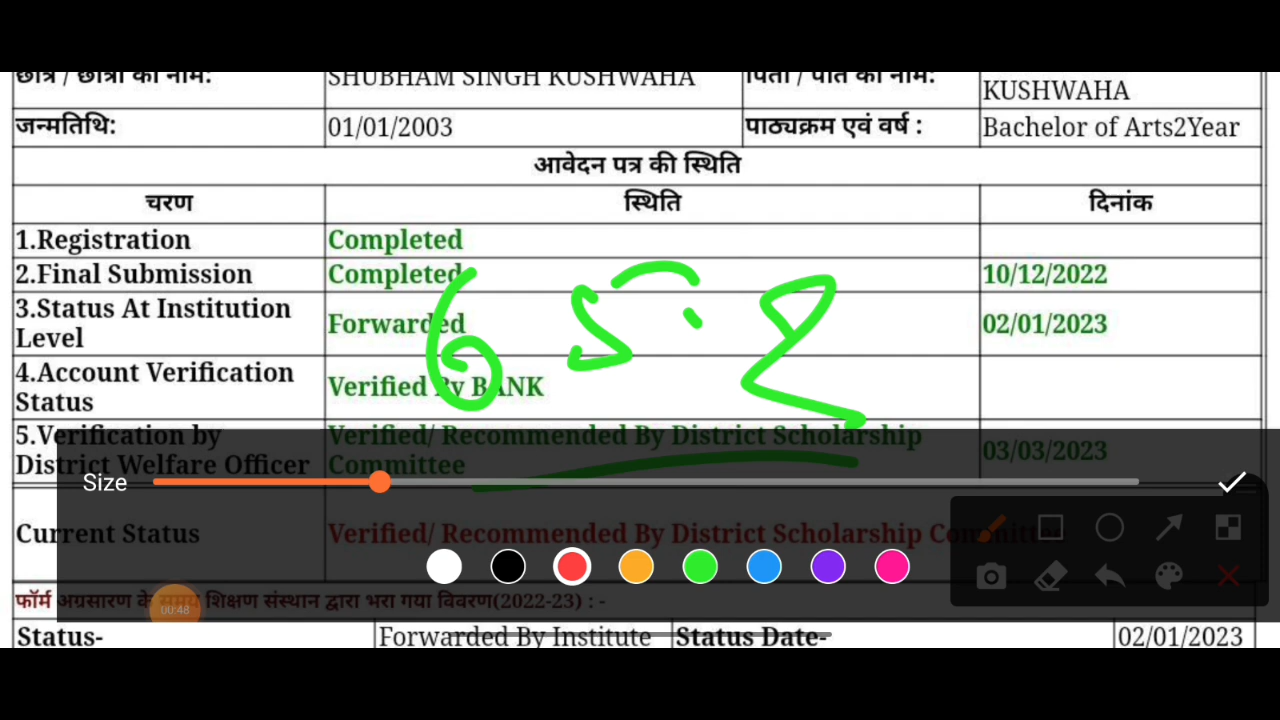 छात्र / छात्रा का नाम: SHUBHAM SINGH KUSHWAHA पिता / पति का नाम: KUSHWAHA
जन्मतिथि: 01/01/2003 पाठ्यक्रम एवं वर्ष : Bachelor of Arts2Year
आवेदन पत्र की स्थिति
चरण स्थिति दिनांक
1.Registration Completed
2.Final Submission Completed 10/12/2022
3.Status At Institution Level Forwarded 02/01/2023
4.Account Verification Status Verified By BANK
5.Verification by District Welfare Officer Verified/ Recommended By District Scholarship Committee 03/03/2023
Size
Current Status Verified/ Recommended By District Scholarship Committee
फॉर्म अग्रसारण के समय शिक्षण संस्थान द्वारा भरा गया विवरण(2022-23) : -
00:48
Status- Forwarded By Institute Status Date- 02/01/2023